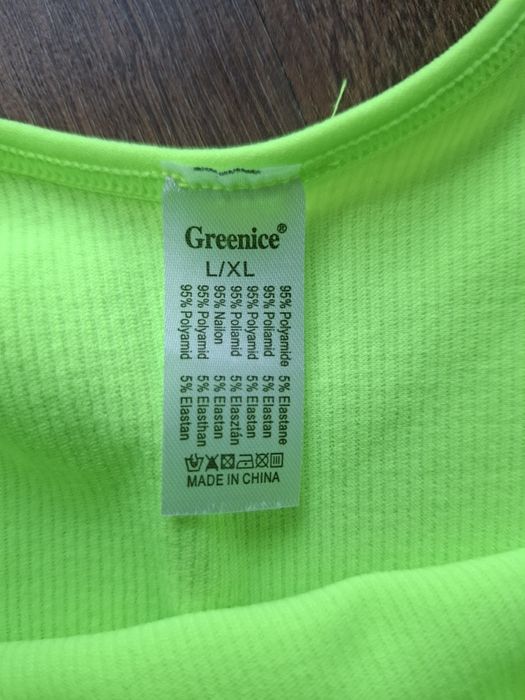 Greenice®
L/XL
95% Polyamide 5% Elastane
95% Poliamid 5% Elastan
95% Polyamid 5% Elastan
95% Poliamid 5% Elasztán
95% Nailon 5% Elastan
95% Polyamid 5% Elasthan
95% Polyamid 5% Elastan
MADE IN CHINA